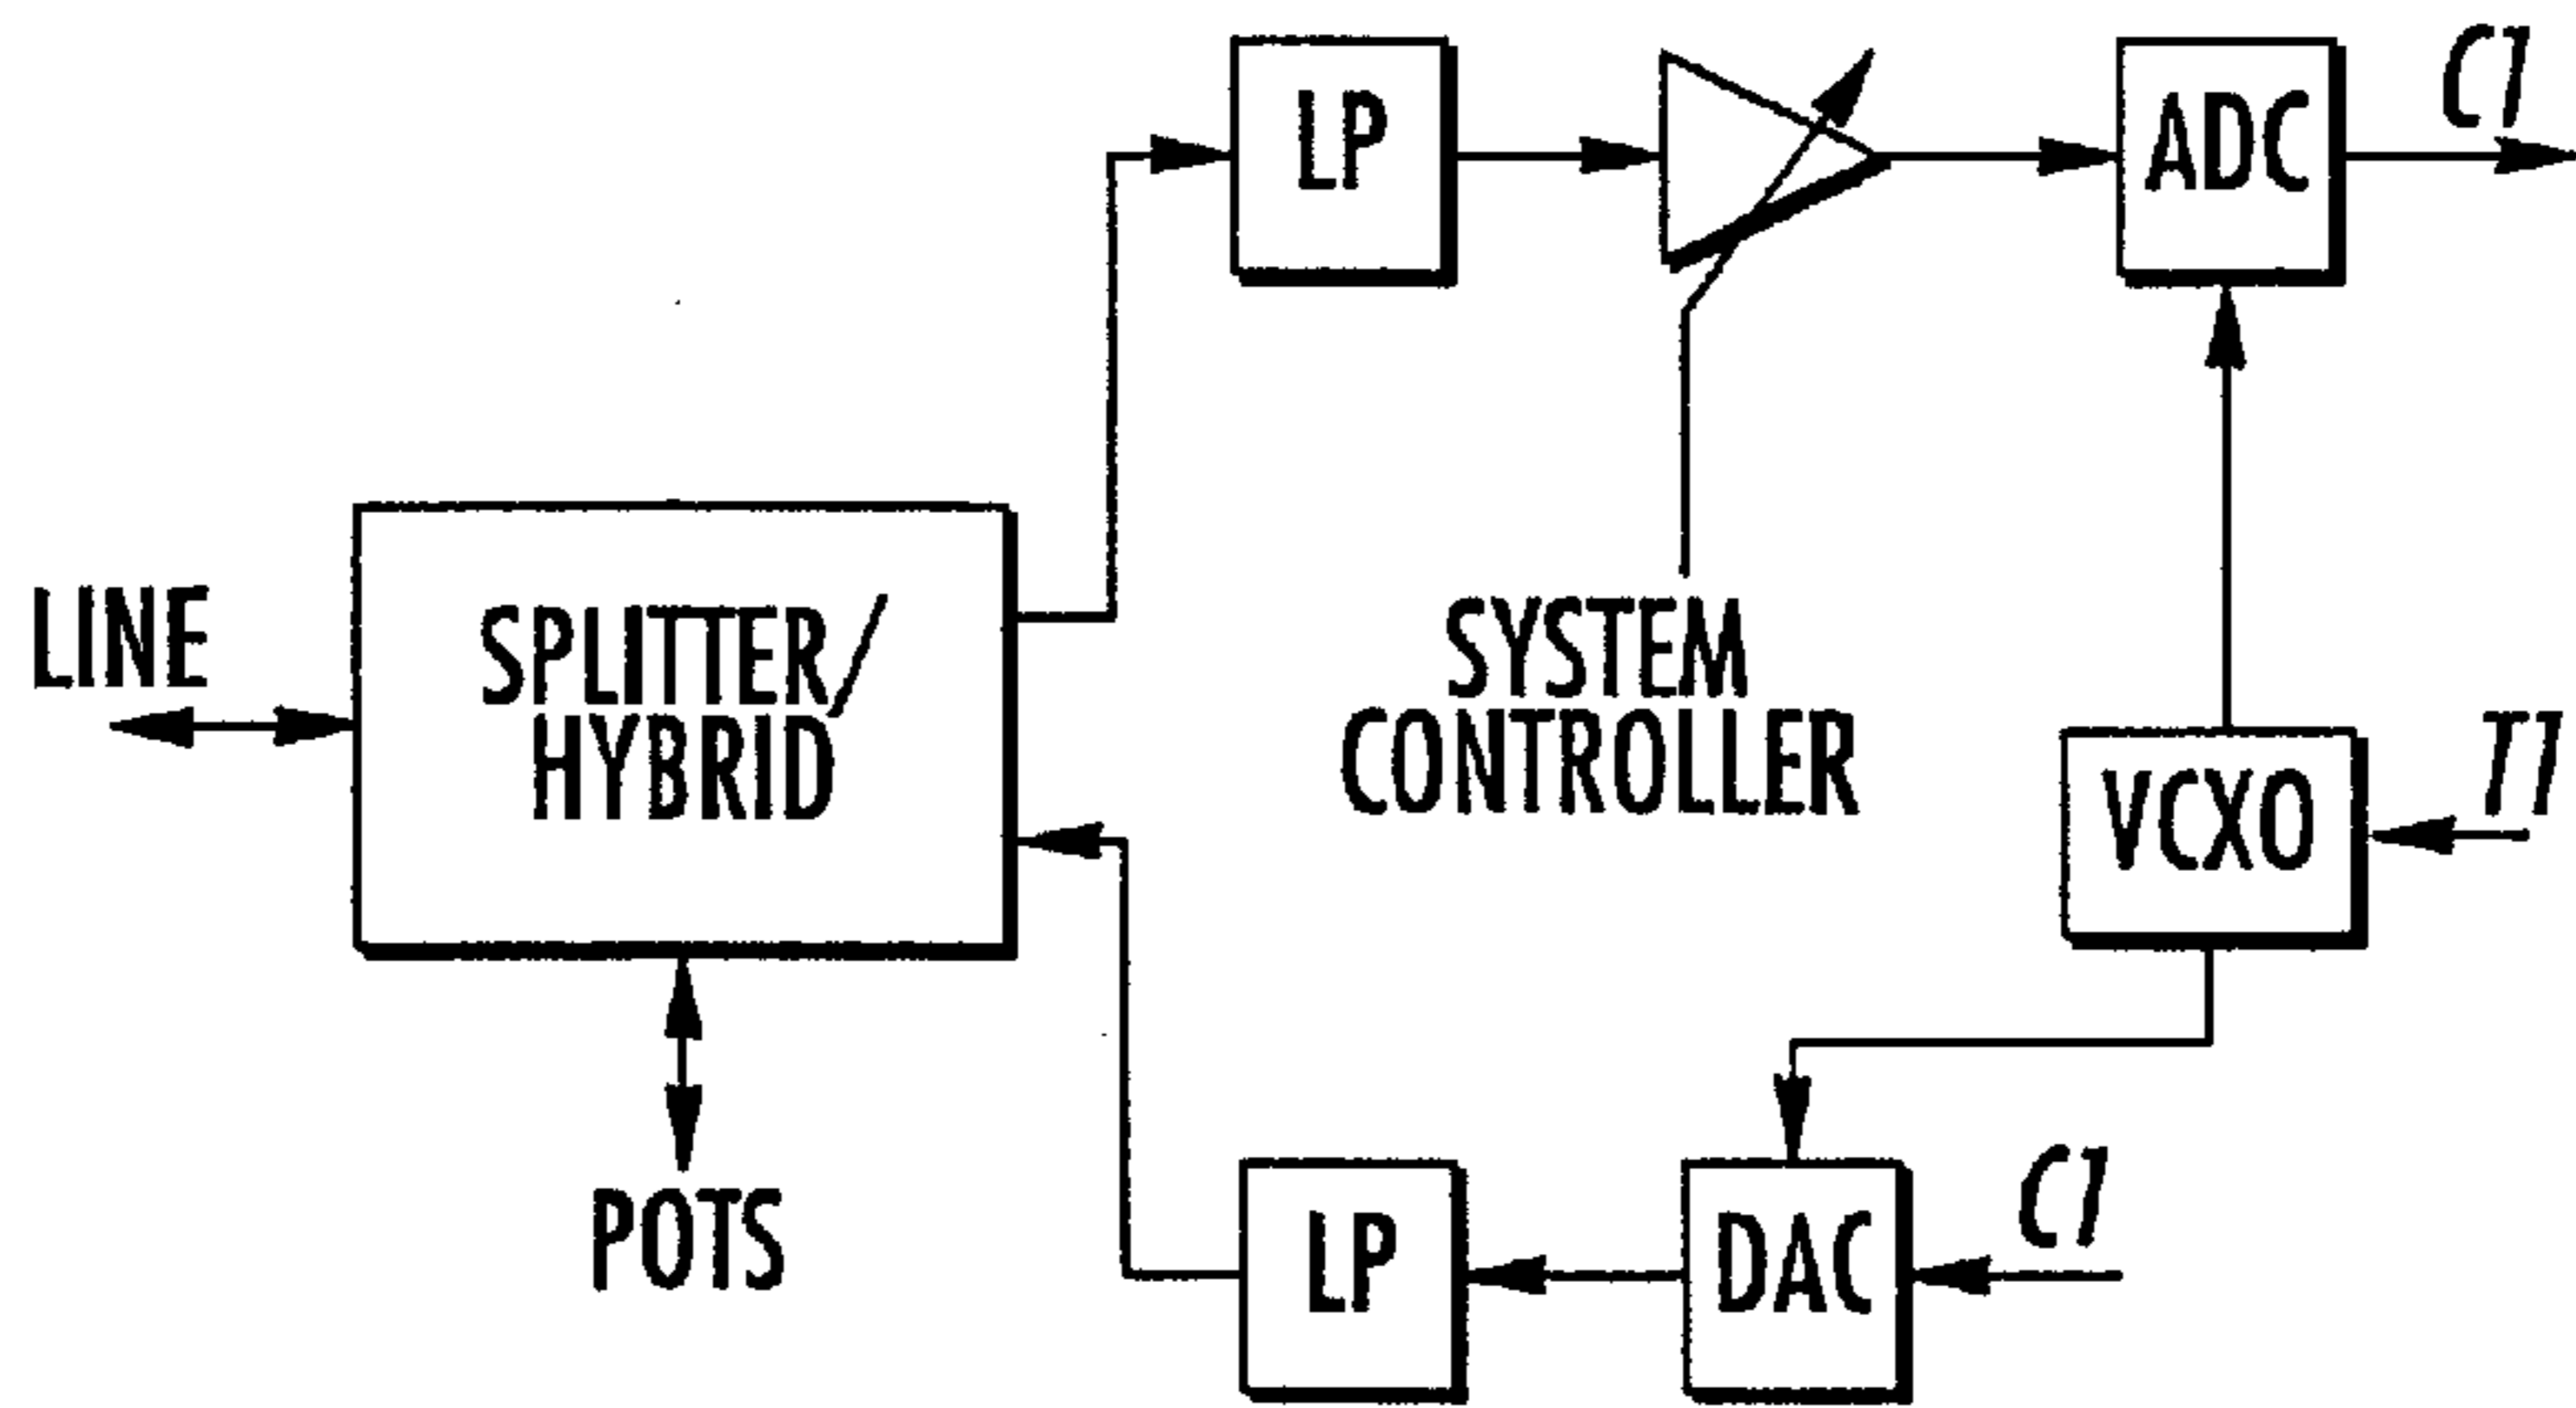 LP
ADC
C1
LINE
SPLITTER/
HYBRID
SYSTEM
CONTROLLER
VCXO
T1
POTS
LP
DAC
C1